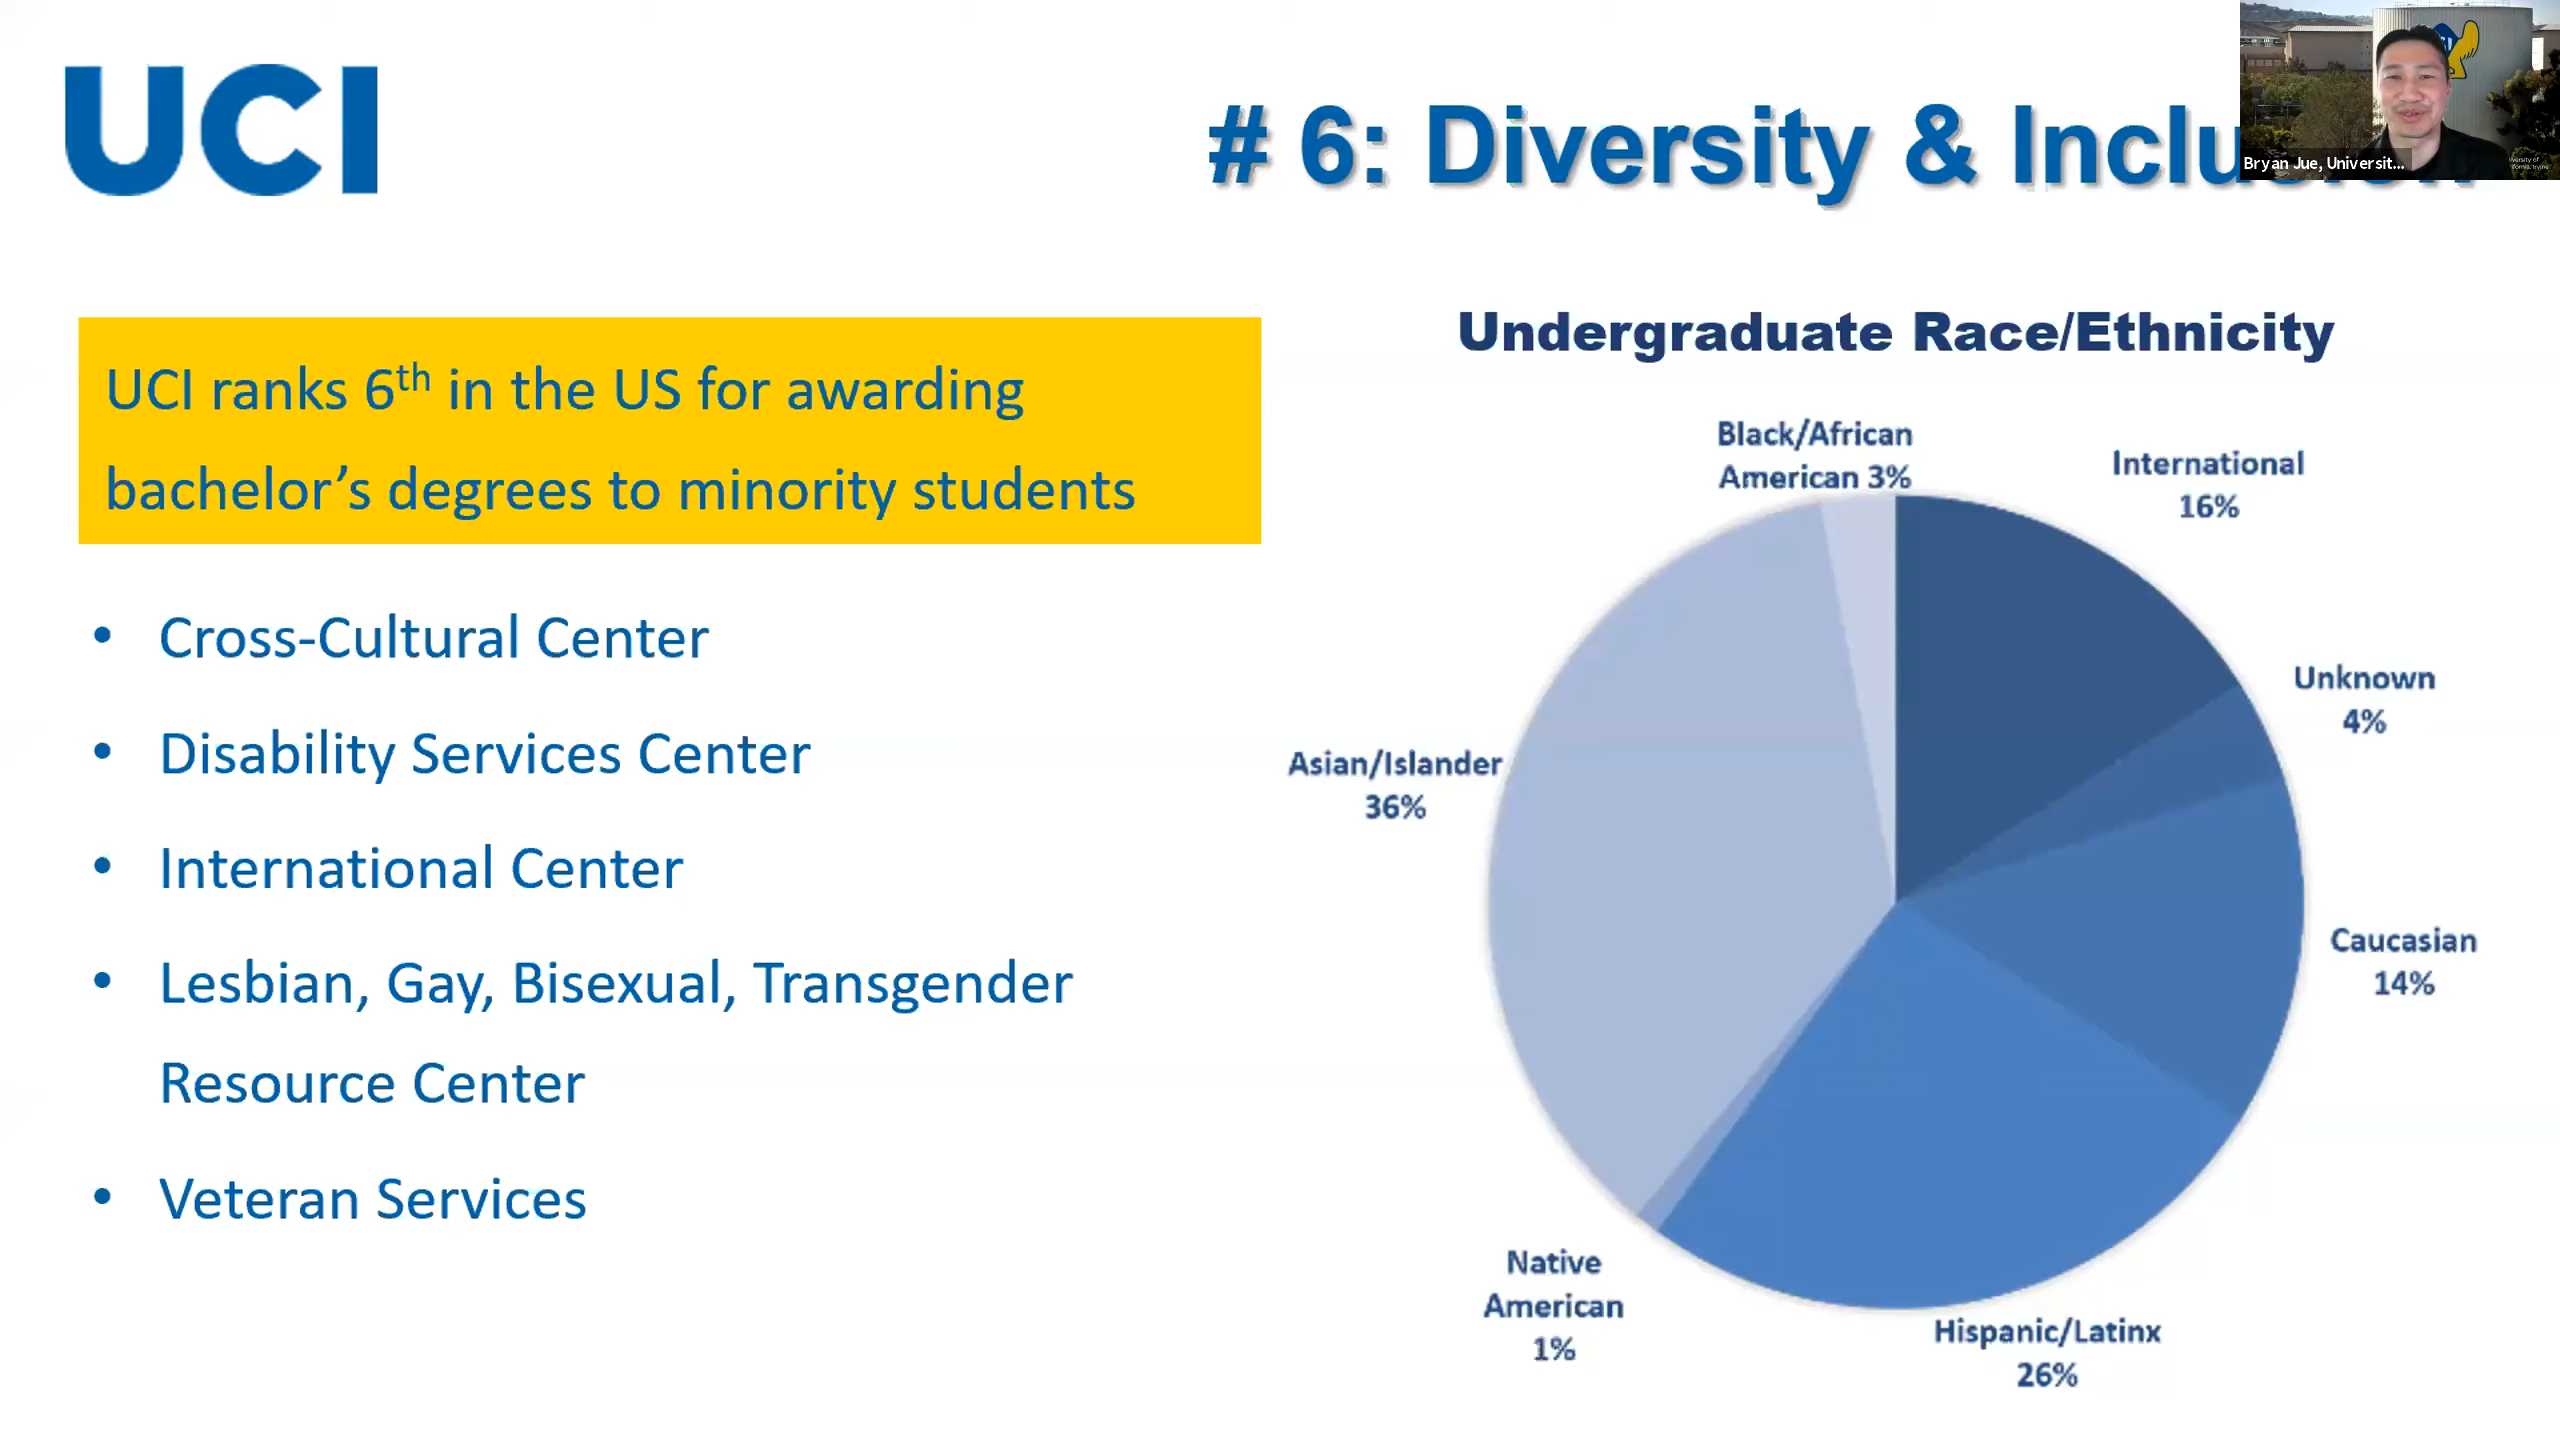 UCI
# 6: Diversity & Inclusion
Bryan Jue, Universit...
UCI ranks 6th in the US for awarding
bachelor’s degrees to minority students
• Cross-Cultural Center
• Disability Services Center
• International Center
• Lesbian, Gay, Bisexual, Transgender
Resource Center
• Veteran Services
Undergraduate Race/Ethnicity
Black/African
American 3%
International
16%
Unknown
4%
Asian/Islander
36%
Caucasian
14%
Native
American
1%
Hispanic/Latinx
26%